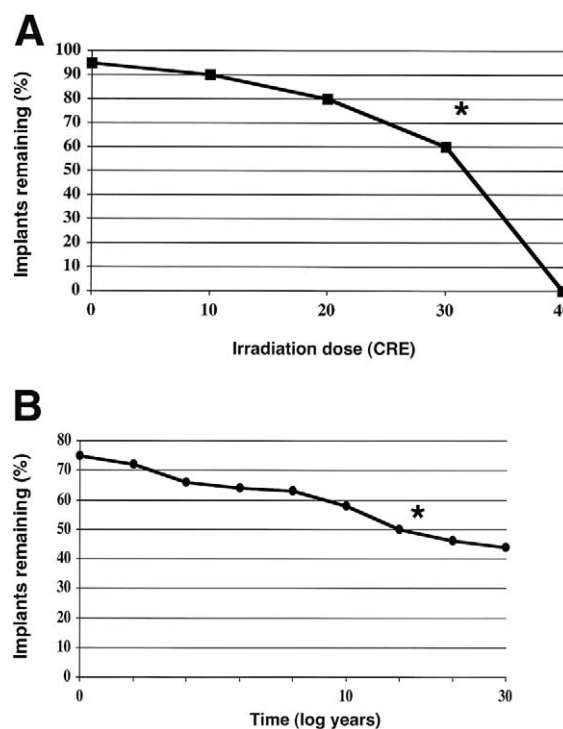 A
Implants remaining (%)
100
90
80
70
60
50
40
30
20
10
0
*
0 10 20 30
Irradiation dose (CRE)
B
Implants remaining (%)
80
70
60
50
40
30
20
10
0
*
0 10 30
Time (log years)